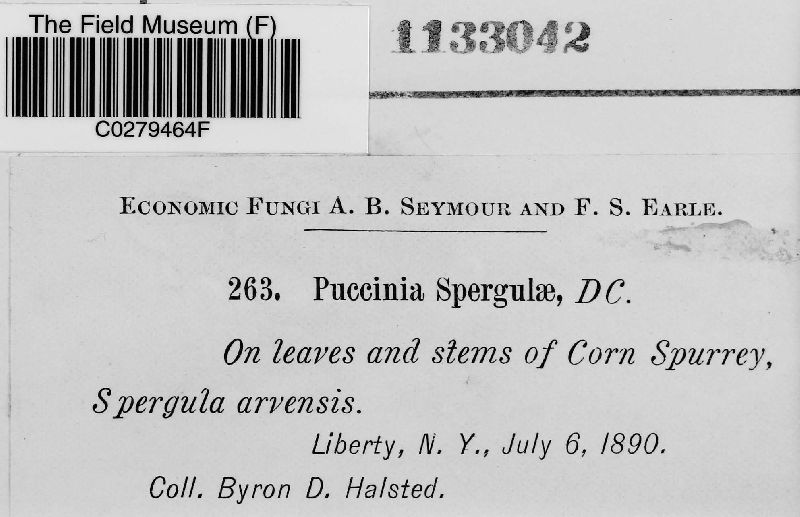 The Field Museum (F)
1133042
C0279464F
Economic Fungi A. B. Seymour and F. S. Earle.
263. Puccinia Spergulæ, DC.
On leaves and stems of Corn Spurrey,
Spergula arvensis.
Liberty, N. Y., July 6, 1890.
Coll. Byron D. Halsted.